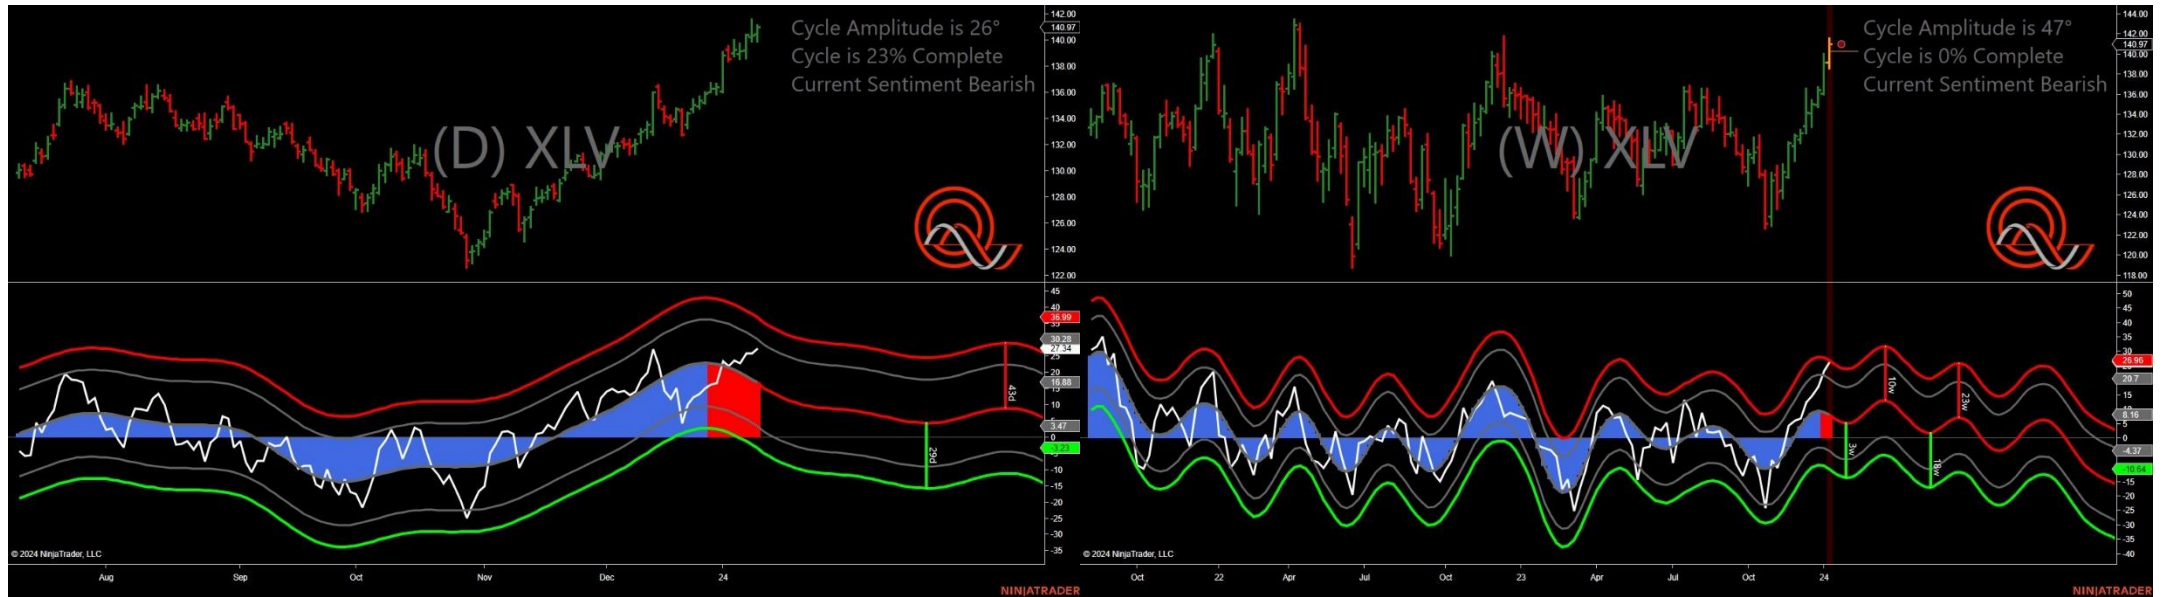 Cycle Amplitude is 26°
Cycle is 23% Complete
Current Sentiment Bearish
(D) XLV
142.00
140.97
140.00
138.00
136.00
134.00
132.00
130.00
128.00
126.00
124.00
122.00
45
40
36.99
35
30.28
27.34
25
20
16.88
10
5
3.47
0
-3.23
-5
-10
-15
-20
-25
-30
-35
43d
29d
© 2024 NinjaTrader, LLC
Aug
Sep
Oct
Nov
Dec
24
NINJATRADER
Cycle Amplitude is 47°
Cycle is 0% Complete
Current Sentiment Bearish
(W) XLV
144.00
142.00
140.97
140.00
138.00
136.00
134.00
132.00
130.00
128.00
126.00
124.00
122.00
120.00
118.00
50
45
40
35
30
26.96
20.7
15
10
8.16
5
0
-4.37
-10.64
-15
-20
-25
-30
-35
-40
10w
23w
3w
18w
© 2024 NinjaTrader, LLC
Oct
22
Apr
Jul
Oct
23
Apr
Jul
Oct
24
NINJATRADER